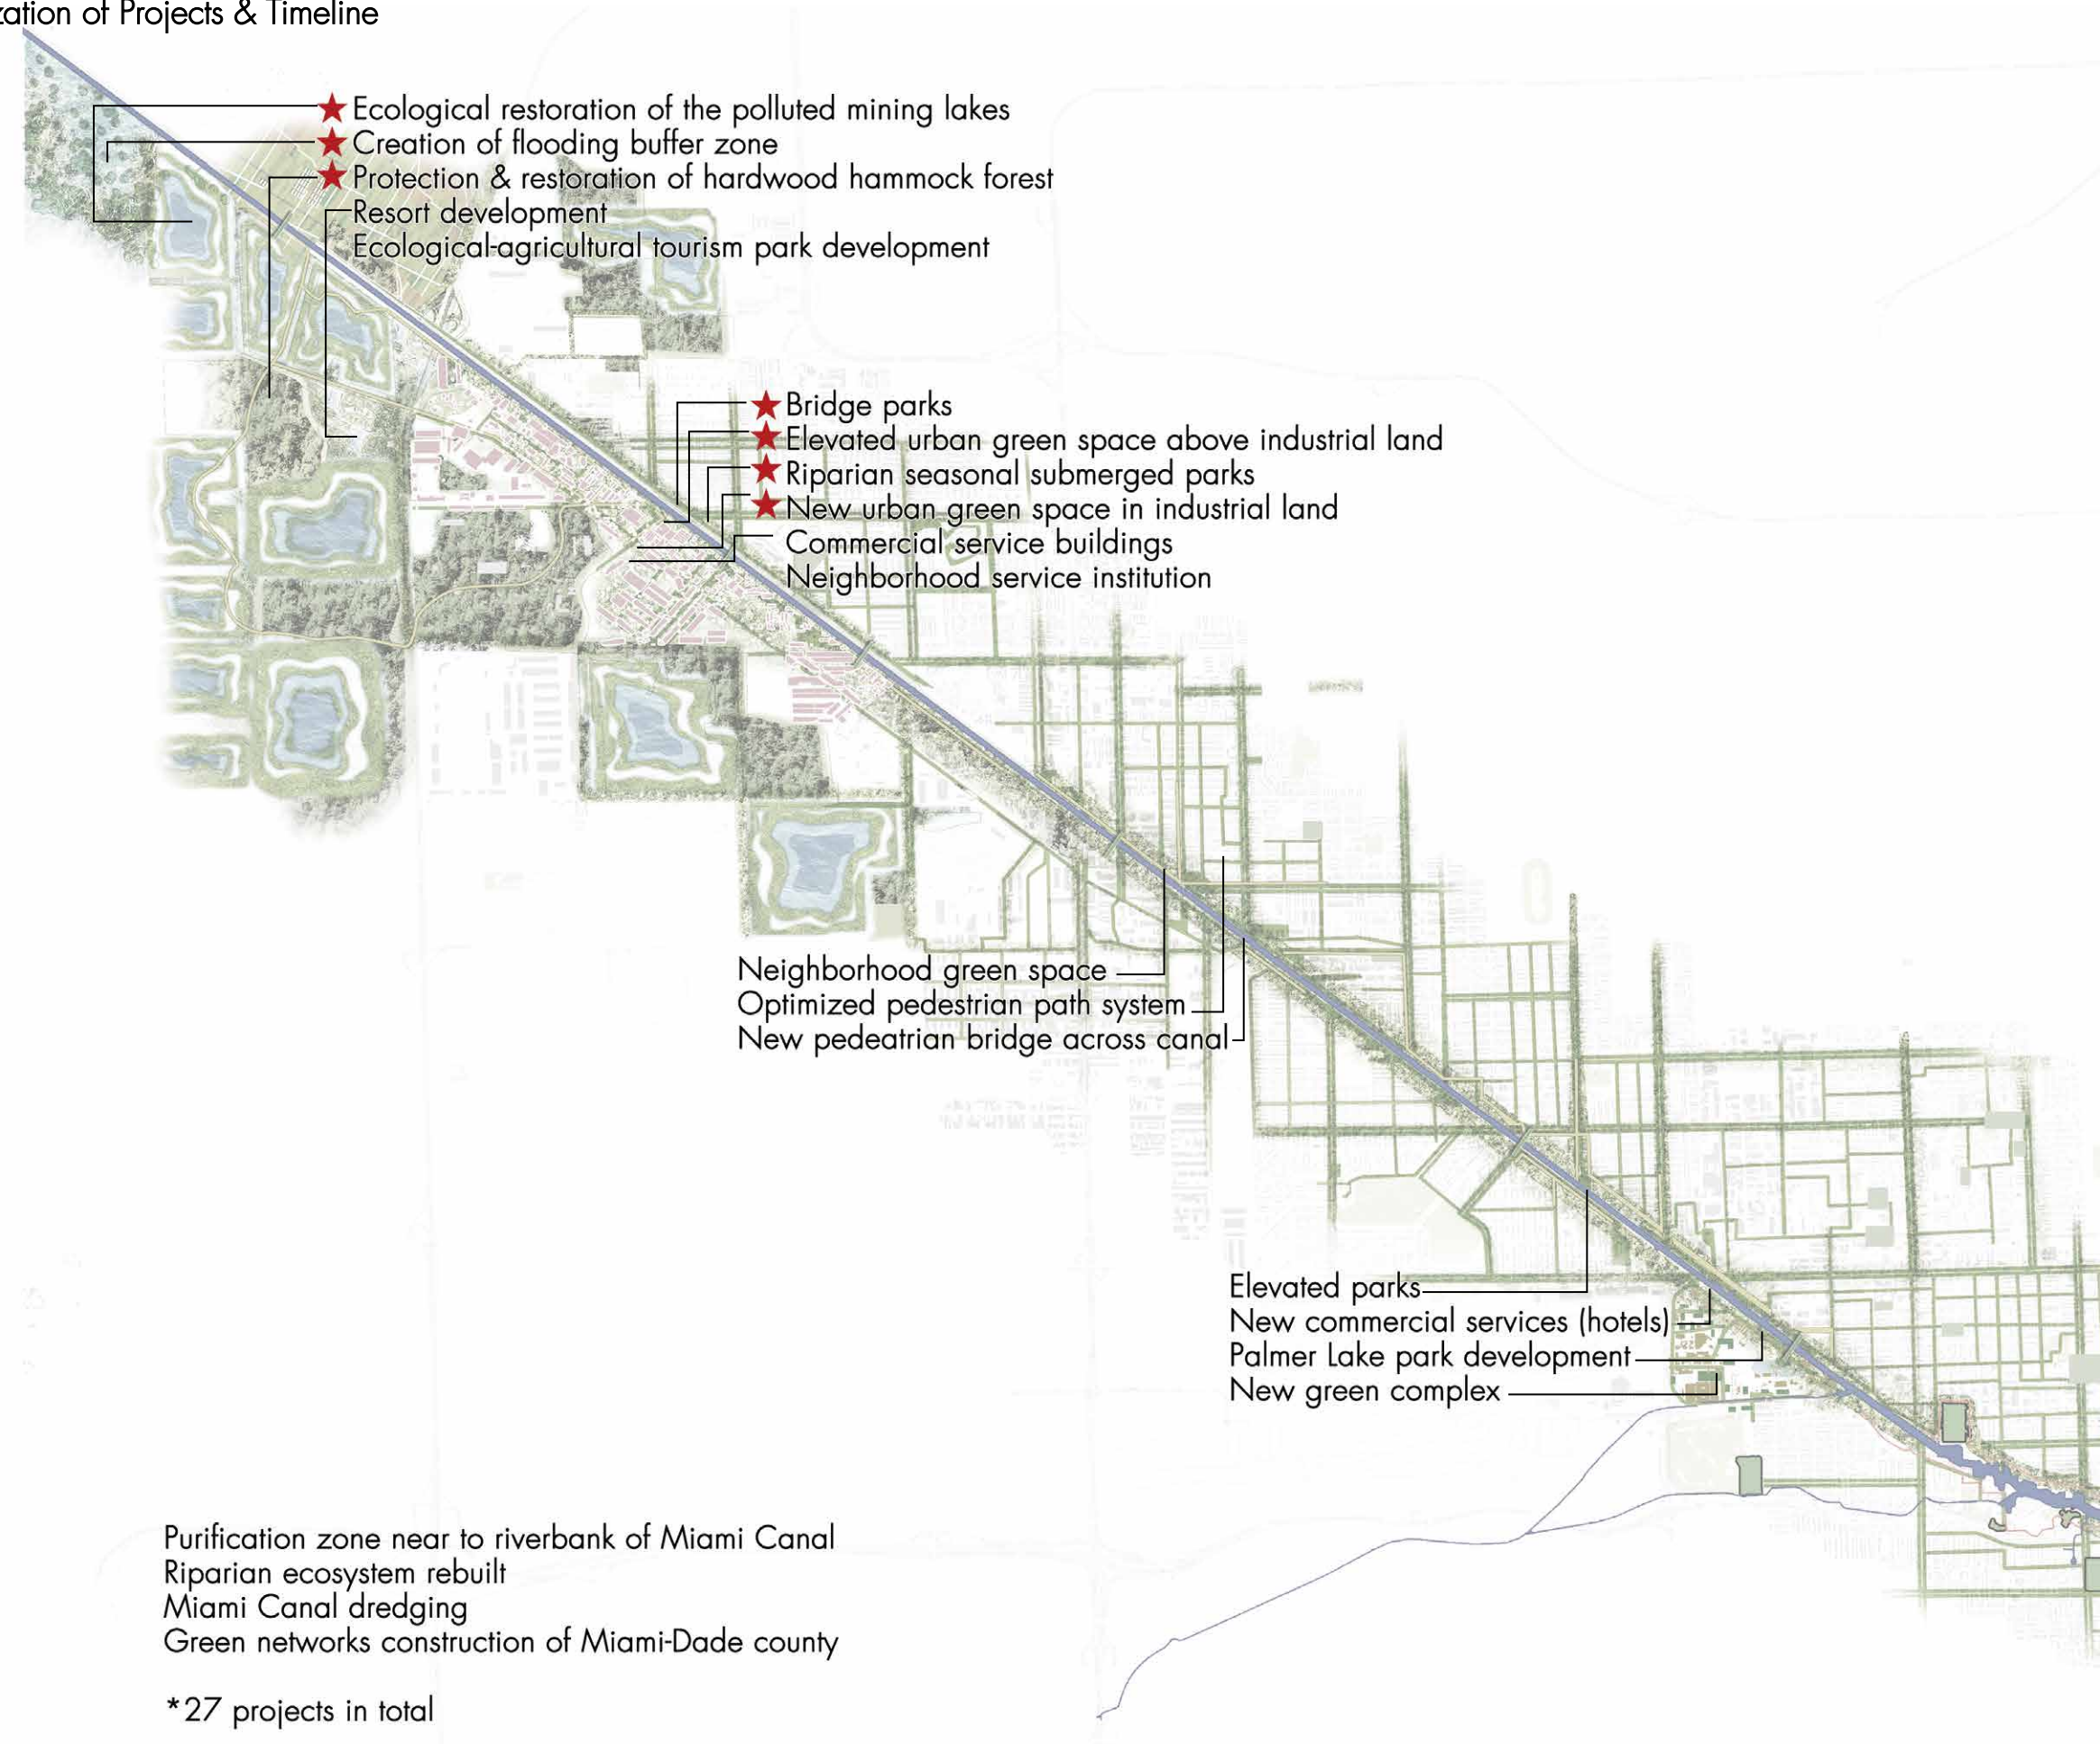 of Projects & Timeline
Ecological restoration of the polluted mining lakes
Creation of flooding buffer zone
Protection & restoration of hardwood hammock forest
Resort development
Ecological-agricultural tourism park development
Bridge parks
Elevated urban green space above industrial land
Riparian seasonal submerged parks
New urban green space in industrial land
Commercial service buildings
Neighborhood service institution
Neighborhood green space
Optimized pedestrian path system
New pedeatrian bridge across canal
Elevated parks
New commercial services (hotels)
Palmer Lake park development
New green complex
Purification zone near to riverbank of Miami Canal
Riparian ecosystem rebuilt
Miami Canal dredging
Green networks construction of Miami-Dade county
*27 projects in total